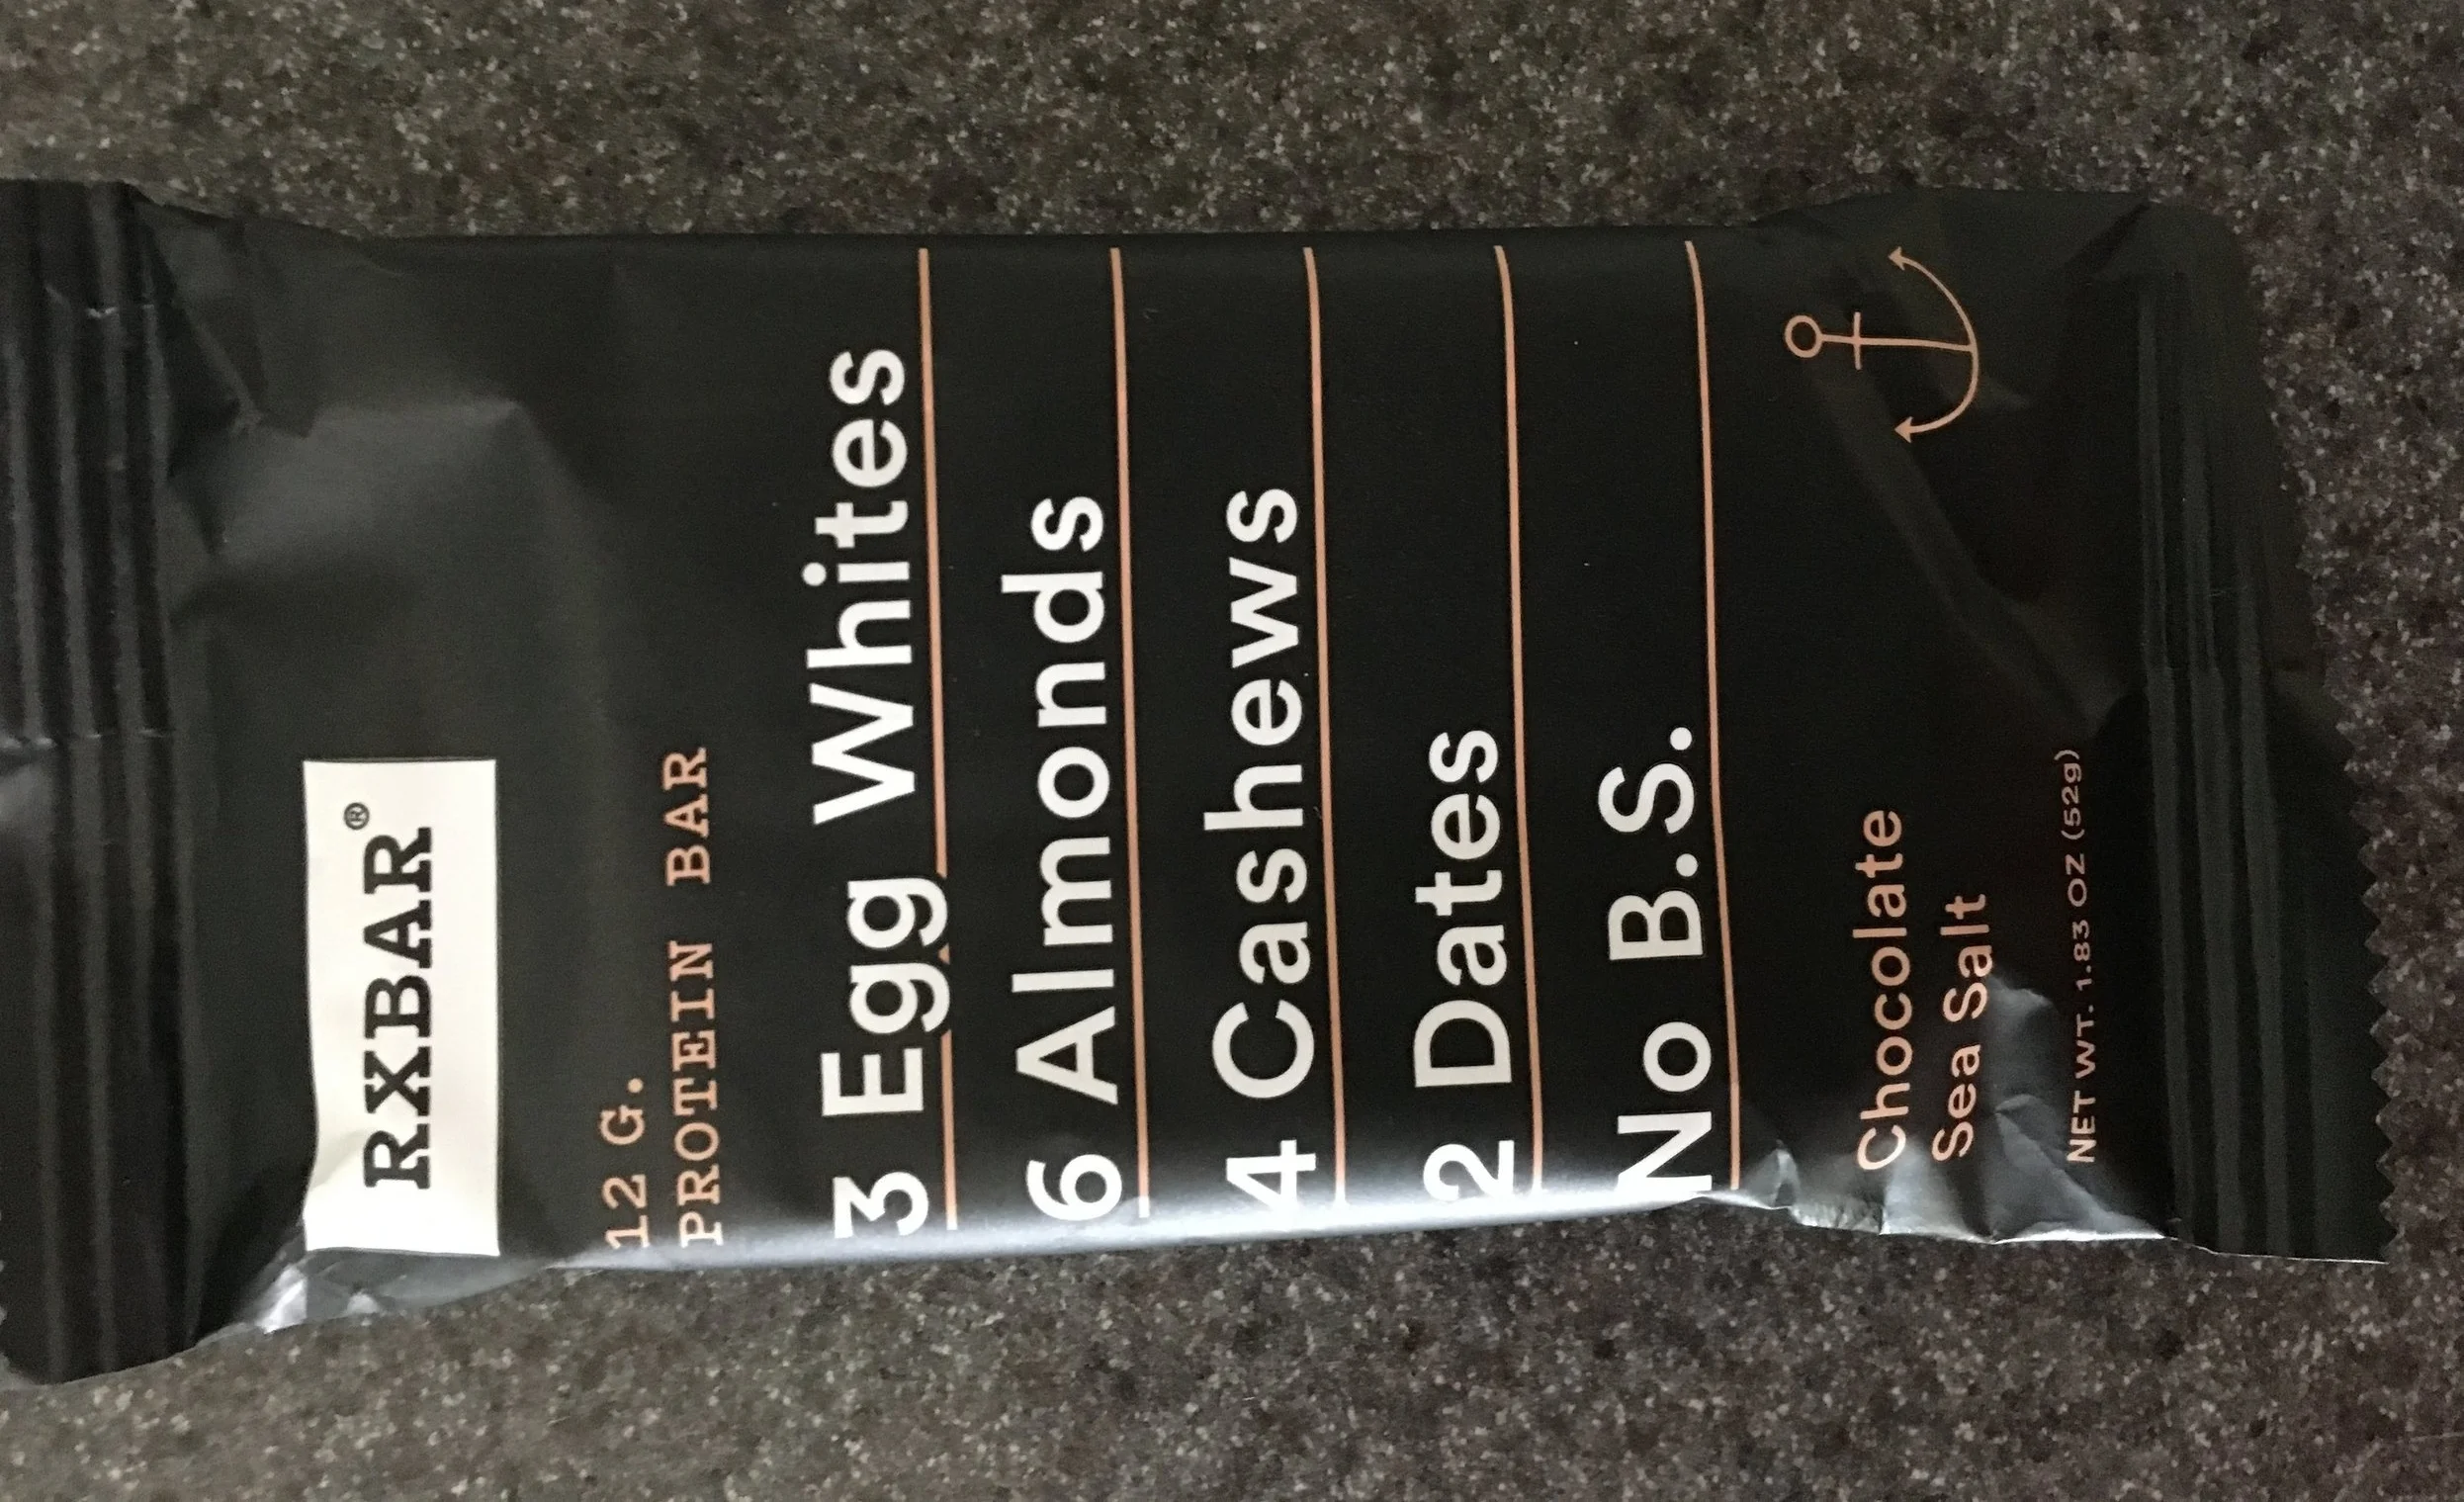 RXBAR®
12 G.
PROTEIN BAR
3 Egg Whites
6 Almonds
4 Cashews
2 Dates
No B.S.
Chocolate
Sea Salt
NET WT. 1.83 OZ (52g)